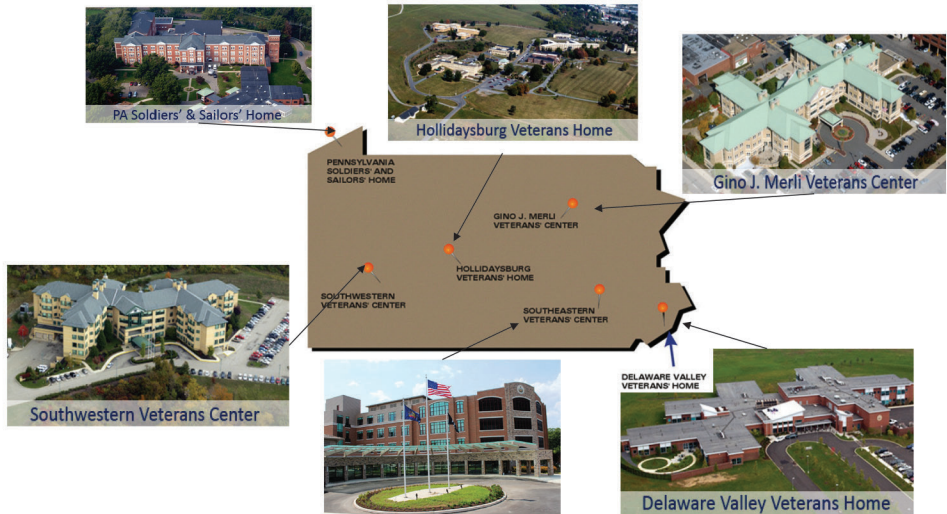 PA Soldiers’ & Sailors’ Home
Hollidaysburg Veterans Home
Gino J. Merli Veterans Center
PENNSYLVANIA
SOLDIERS' AND
SAILORS' HOME
GINO J. MERLI
VETERANS' CENTER
HOLLIDAYSBURG
VETERANS' HOME
SOUTHWESTERN
VETERANS' CENTER
SOUTHEASTERN
VETERANS' CENTER
DELAWARE VALLEY
VETERANS' HOME
Southwestern Veterans Center
Delaware Valley Veterans Home